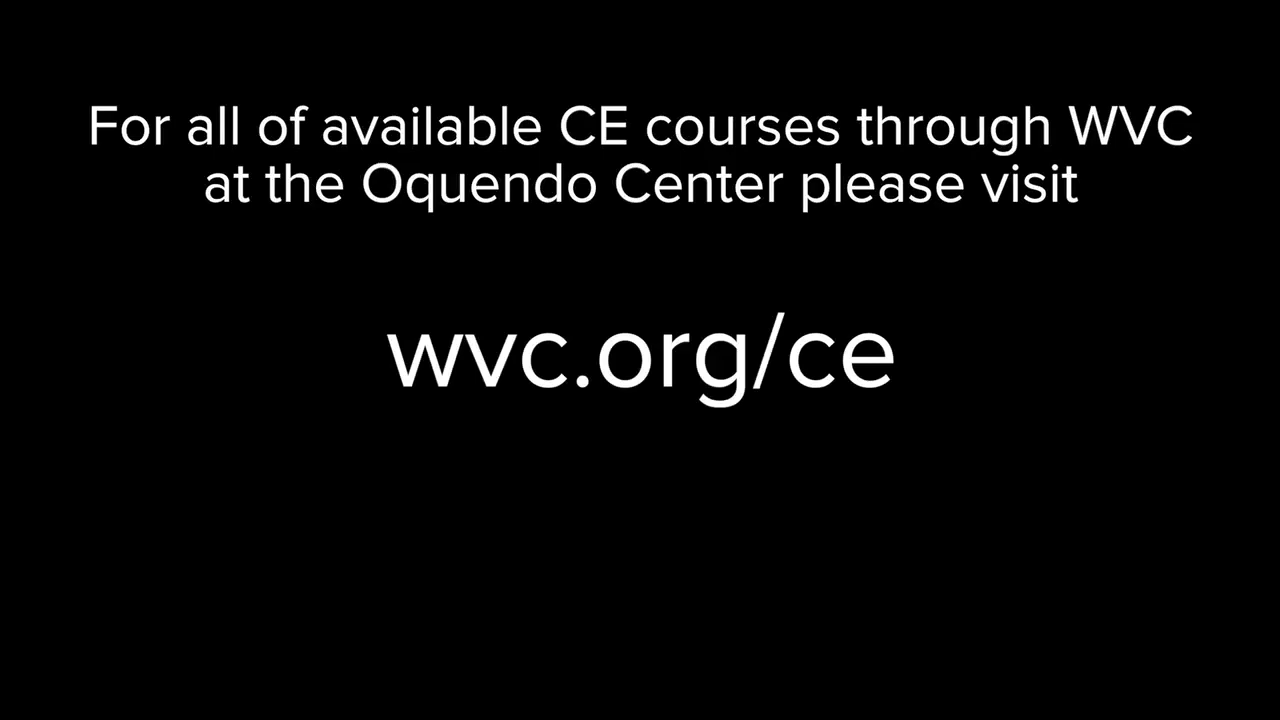 For all of available CE courses through WVC
at the Oquendo Center please visit
wvc.org/ce